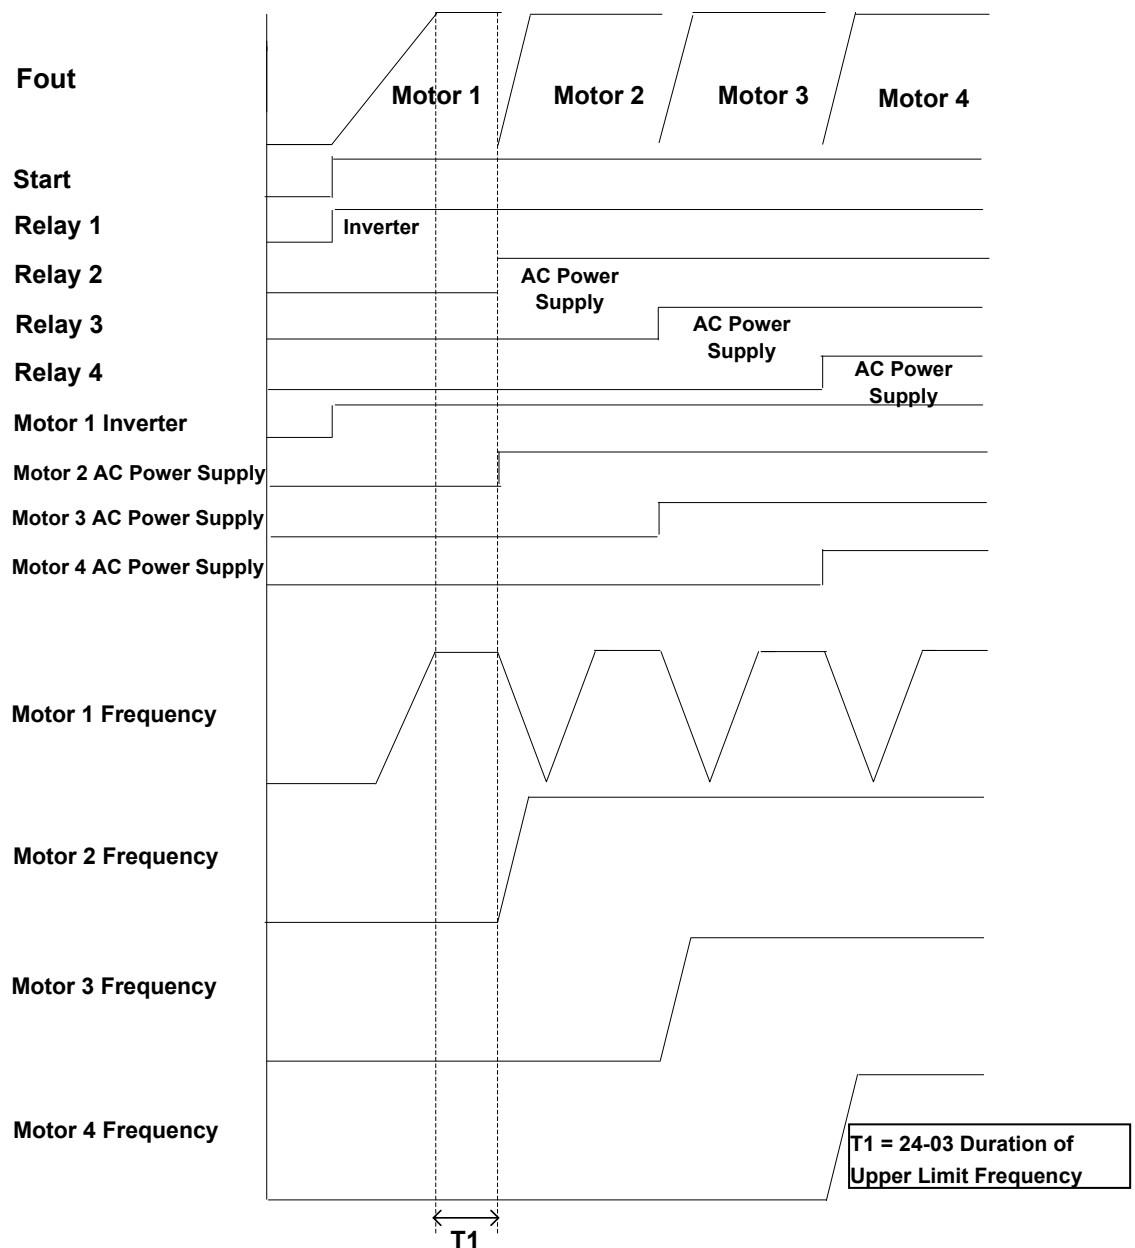 Fout
Motor 1
Motor 2
Motor 3
Motor 4
Start
Relay 1
Inverter
Relay 2
AC Power
Supply
Relay 3
AC Power
Supply
Relay 4
AC Power
Supply
Motor 1 Inverter
Motor 2 AC Power Supply
Motor 3 AC Power Supply
Motor 4 AC Power Supply
Motor 1 Frequency
Motor 2 Frequency
Motor 3 Frequency
Motor 4 Frequency
T1 = 24-03 Duration of
Upper Limit Frequency
T1